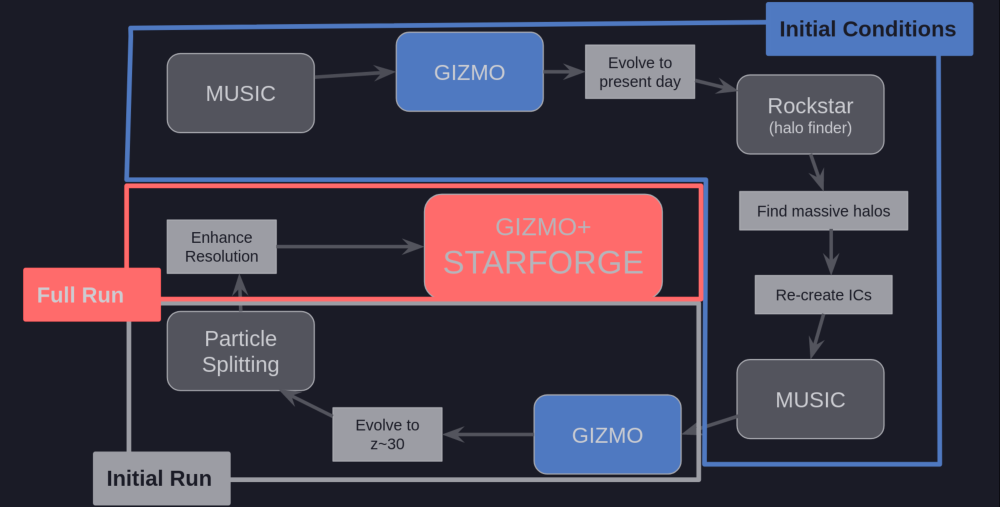 Initial Conditions
MUSIC
GIZMO
Evolve to
present day
Rockstar
(halo finder)
Find massive halos
Re-create ICs
MUSIC
GIZMO
Evolve to
z~30
Particle
Splitting
Enhance
Resolution
GIZMO+
STARFORGE
Full Run
Initial Run